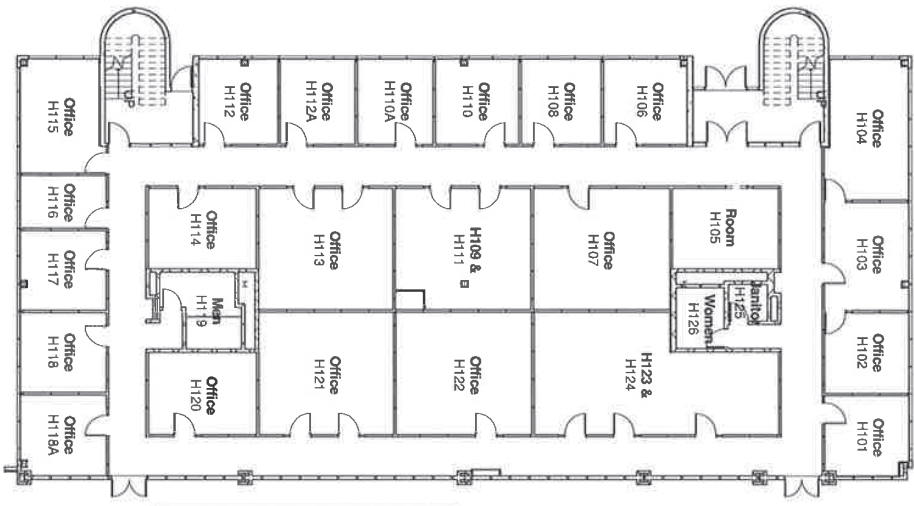 Office
H115
Office
H112
Office
H112A
Office
H110A
Office
H110
Office
H108
Office
H106
Office
H104
Office
H116
Office
H114
Office
H113
H109 &
H111
Office
H107
Room
H105
Office
H103
Office
H117
Men
H119
Janitor
H125
Women
H126
Office
H118
Office
H120
Office
H121
Office
H122
H123 &
H124
Office
H102
Office
H118A
Office
H101